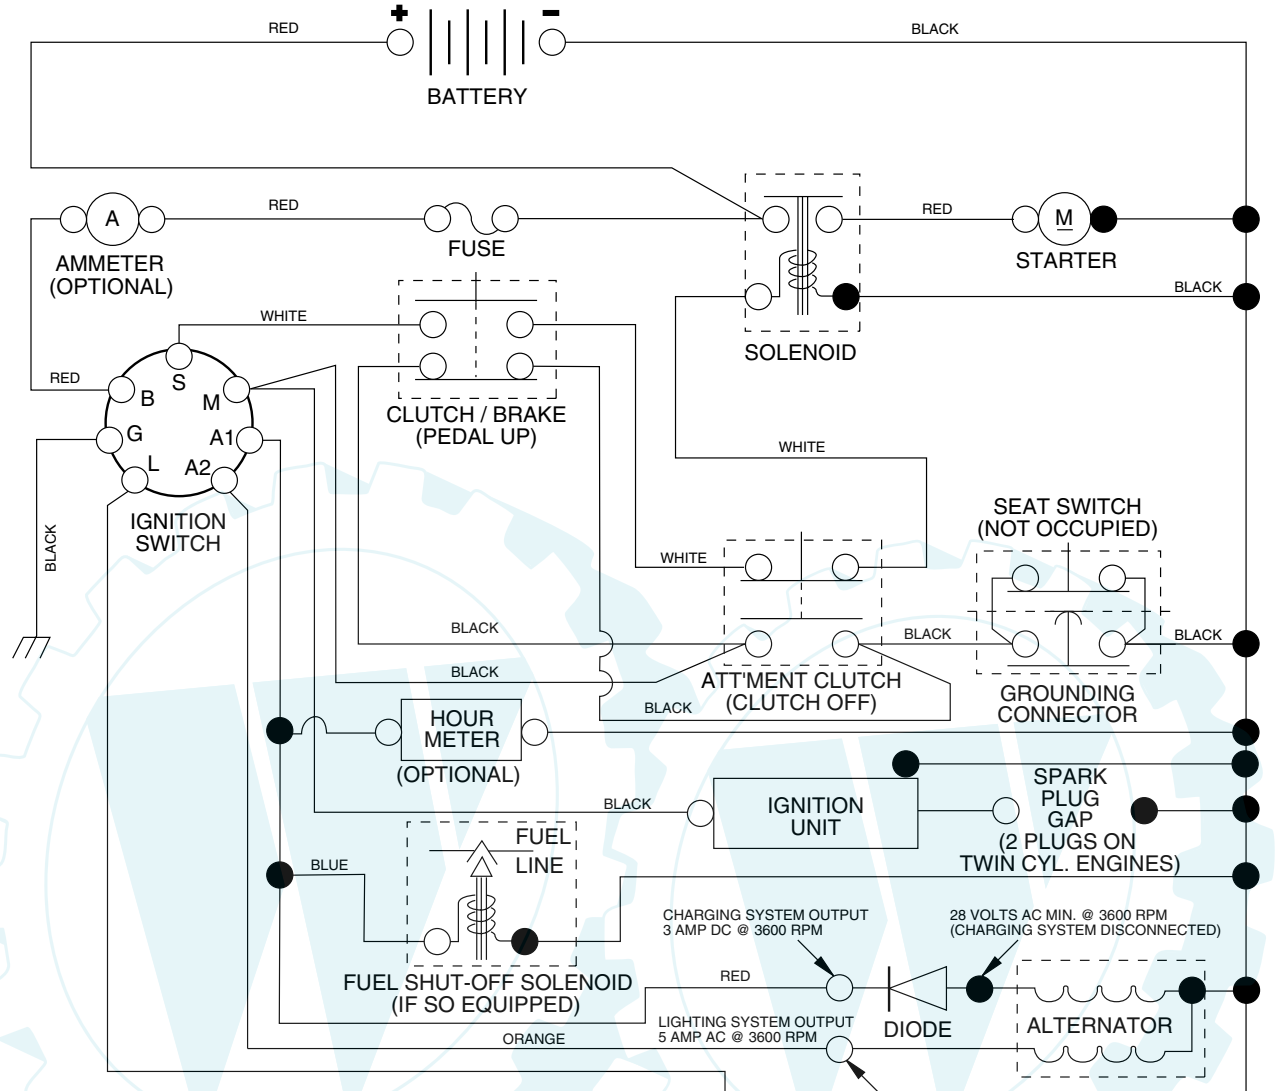 + -
RED
BLACK
BATTERY
RED
A
RED
M
FUSE
AMMETER
(OPTIONAL)
STARTER
BLACK
WHITE
SOLENOID
RED
S
B
M
CLUTCH / BRAKE
(PEDAL UP)
G
A1
L
A2
WHITE
IGNITION
SWITCH
BLACK
SEAT SWITCH
(NOT OCCUPIED)
WHITE
BLACK
BLACK
BLACK
BLACK
ATT'MENT CLUTCH
(CLUTCH OFF)
GROUNDING
CONNECTOR
BLACK
HOUR
METER
(OPTIONAL)
SPARK
PLUG
GAP
(2 PLUGS ON
TWIN CYL. ENGINES)
BLACK
IGNITION
UNIT
FUEL
LINE
BLUE
CHARGING SYSTEM OUTPUT
3 AMP DC @ 3600 RPM
28 VOLTS AC MIN. @ 3600 RPM
(CHARGING SYSTEM DISCONNECTED)
FUEL SHUT-OFF SOLENOID
(IF SO EQUIPPED)
RED
LIGHTING SYSTEM OUTPUT
5 AMP AC @ 3600 RPM
DIODE
ALTERNATOR
ORANGE